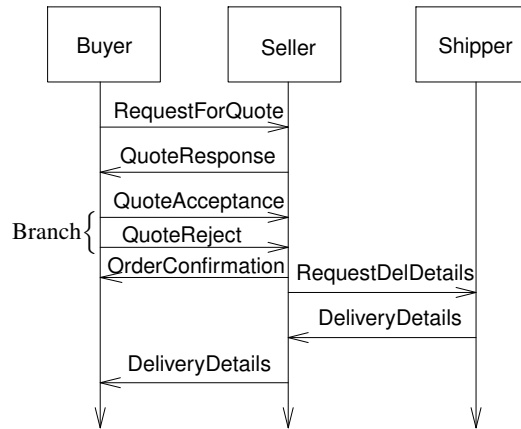 Buyer
Seller
Shipper
RequestForQuote
QuoteResponse
QuoteAcceptance
Branch
QuoteReject
OrderConfirmation
RequestDelDetails
DeliveryDetails
DeliveryDetails